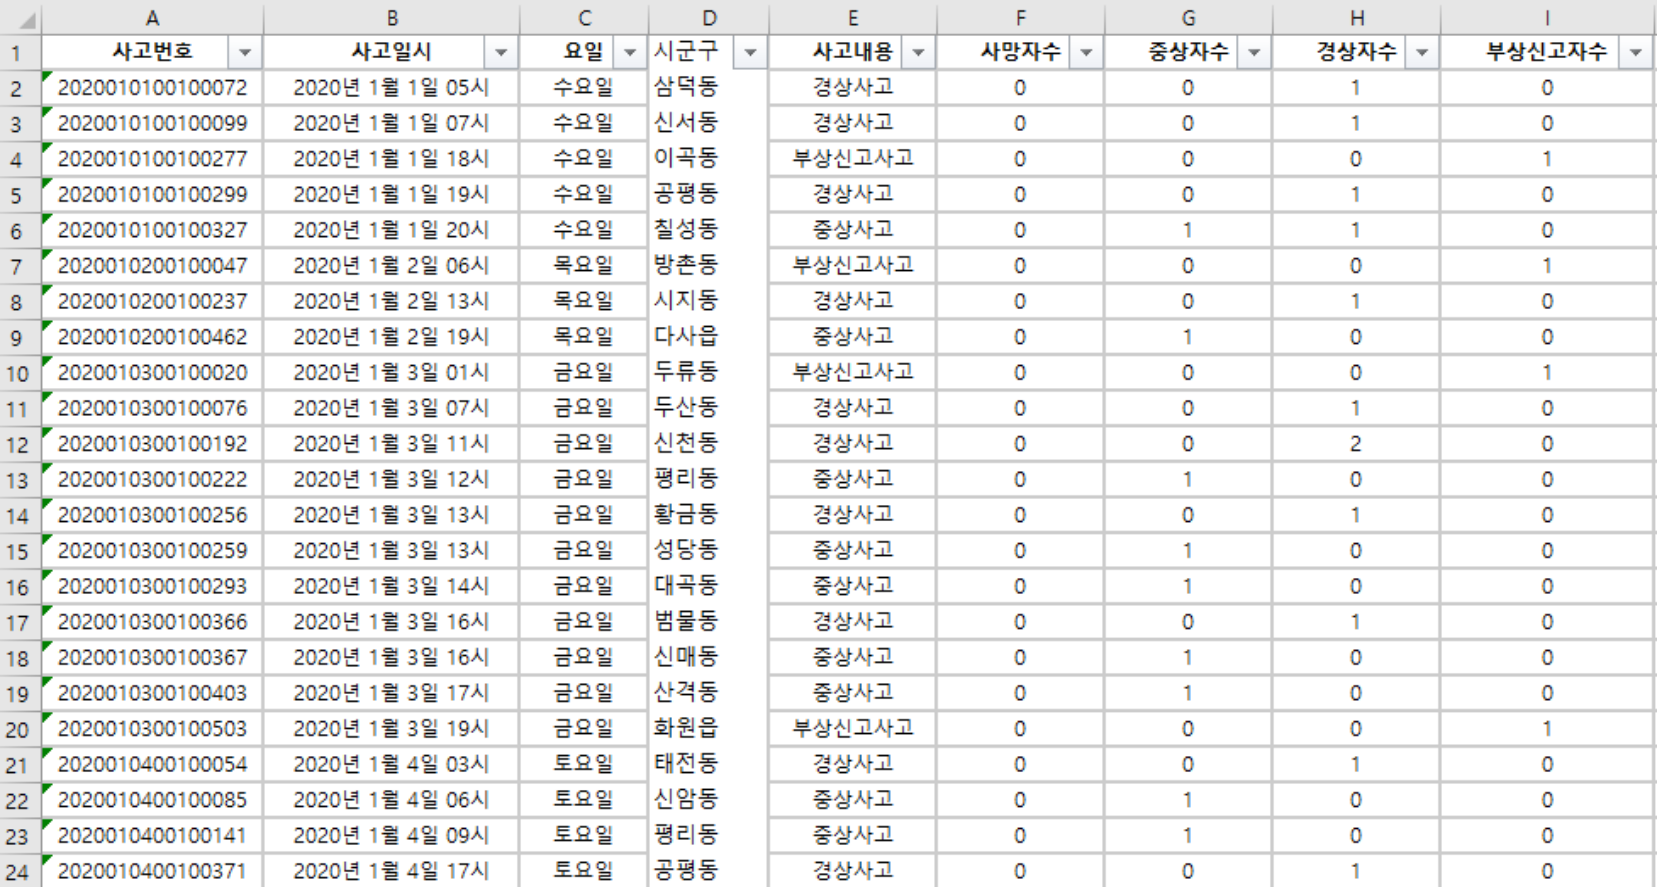 A B C D E F G H I
1 사고번호 사고일시 요일 시군구 사고내용 사망자수 중상자수 경상자수 부상신고자수
2 2020010100100072 2020년 1월 1일 05시 수요일 삼덕동 경상사고 0 0 1 0
3 2020010100100099 2020년 1월 1일 07시 수요일 신서동 경상사고 0 0 1 0
4 2020010100100277 2020년 1월 1일 18시 수요일 이곡동 부상신고사고 0 0 0 1
5 2020010100100299 2020년 1월 1일 19시 수요일 공평동 경상사고 0 0 1 0
6 2020010100100327 2020년 1월 1일 20시 수요일 칠성동 중상사고 0 1 1 0
7 2020010200100047 2020년 1월 2일 06시 목요일 방촌동 부상신고사고 0 0 0 1
8 2020010200100237 2020년 1월 2일 13시 목요일 시지동 경상사고 0 0 1 0
9 2020010200100462 2020년 1월 2일 19시 목요일 다사읍 중상사고 0 1 0 0
10 2020010300100020 2020년 1월 3일 01시 금요일 두류동 부상신고사고 0 0 0 1
11 2020010300100076 2020년 1월 3일 07시 금요일 두산동 경상사고 0 0 1 0
12 2020010300100192 2020년 1월 3일 11시 금요일 신천동 경상사고 0 0 2 0
13 2020010300100222 2020년 1월 3일 12시 금요일 평리동 중상사고 0 1 0 0
14 2020010300100256 2020년 1월 3일 13시 금요일 황금동 경상사고 0 0 1 0
15 2020010300100259 2020년 1월 3일 13시 금요일 성당동 중상사고 0 1 0 0
16 2020010300100293 2020년 1월 3일 14시 금요일 대곡동 중상사고 0 1 0 0
17 2020010300100366 2020년 1월 3일 16시 금요일 범물동 경상사고 0 0 1 0
18 2020010300100367 2020년 1월 3일 16시 금요일 신매동 중상사고 0 1 0 0
19 2020010300100403 2020년 1월 3일 17시 금요일 산격동 중상사고 0 1 0 0
20 2020010300100503 2020년 1월 3일 19시 금요일 화원읍 부상신고사고 0 0 0 1
21 2020010400100054 2020년 1월 4일 03시 토요일 태전동 경상사고 0 0 1 0
22 2020010400100085 2020년 1월 4일 06시 토요일 신암동 중상사고 0 1 0 0
23 2020010400100141 2020년 1월 4일 09시 토요일 평리동 중상사고 0 1 0 0
24 2020010400100371 2020년 1월 4일 17시 토요일 공평동 경상사고 0 0 1 0